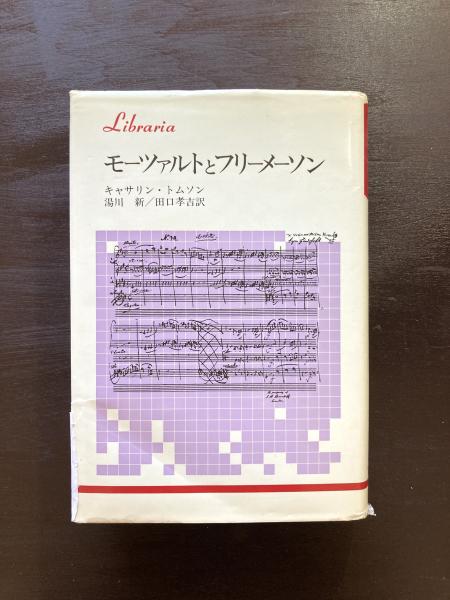 Libraria
モーツァルトとフリーメーソン
キャサリン・トムソン
湯川 新／田口孝吉訳